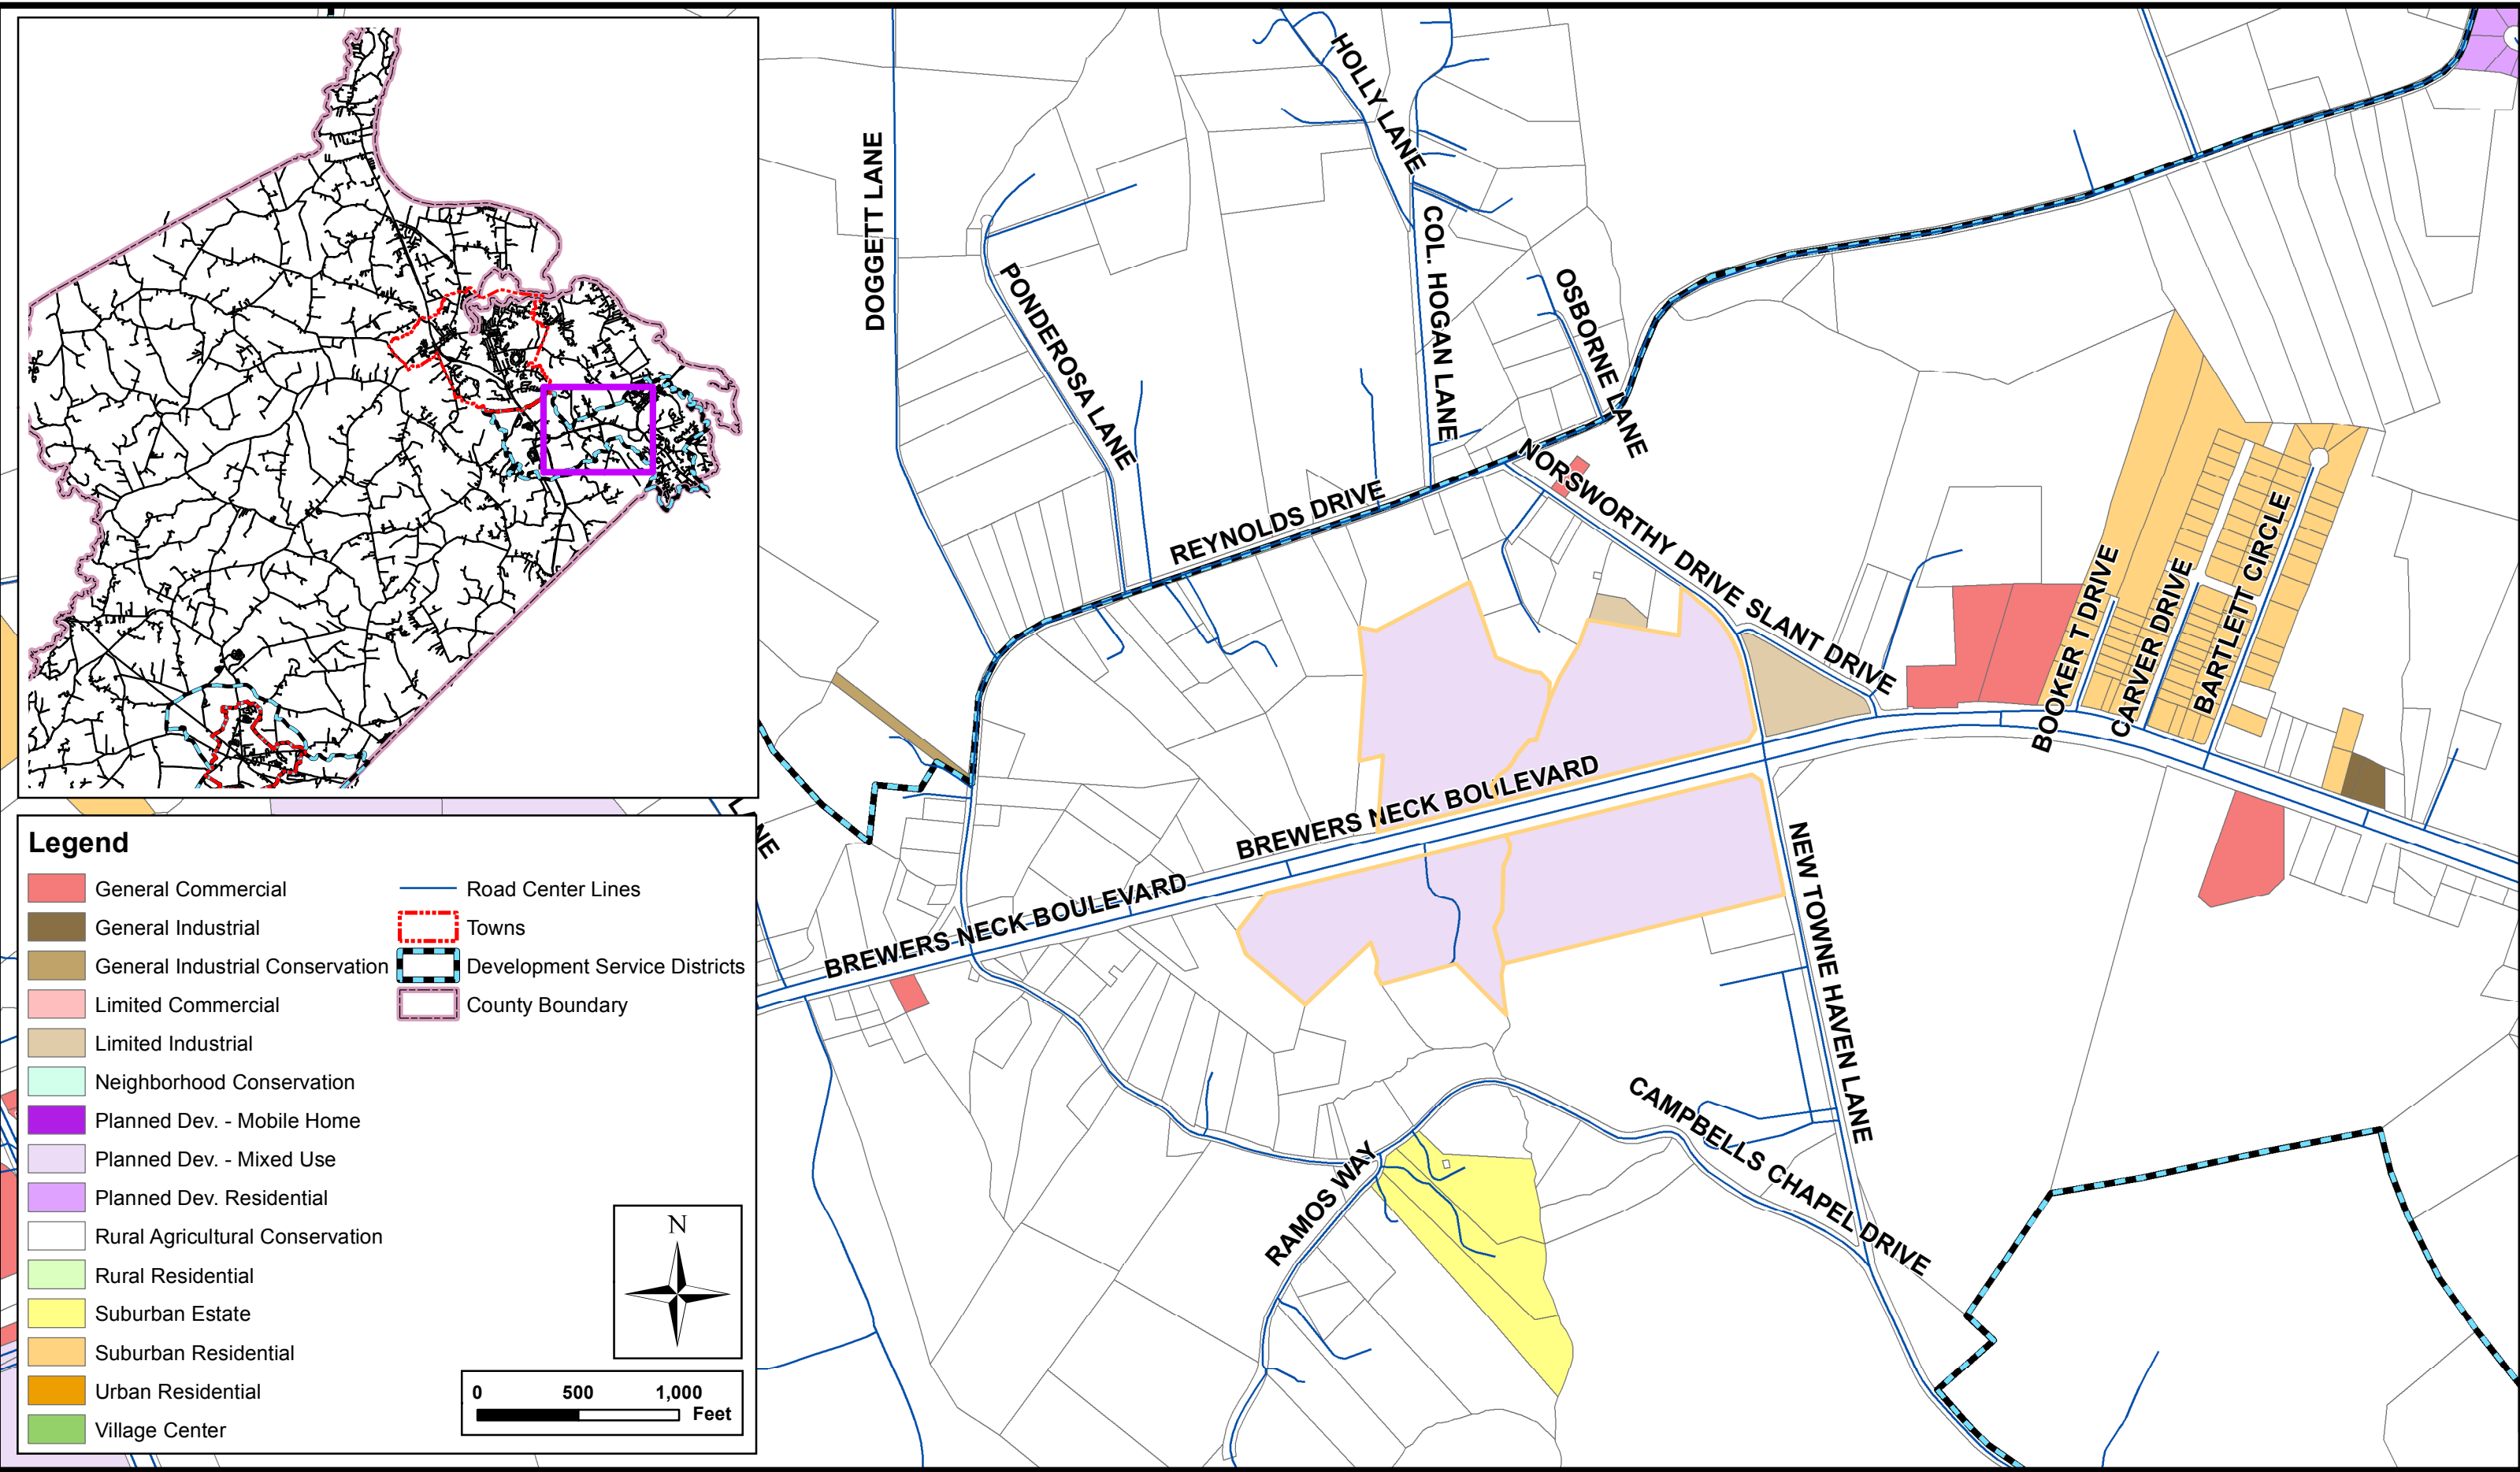 DOGGETT LANE
PONDEROSA LANE
HOLLY LANE
COL. HOGAN LANE
OSBORNE LANE
REYNOLDS DRIVE
NORSWORTHY DRIVE
SLANT DRIVE
BOOKER T DRIVE
CARVER DRIVE
BARTLETT CIRCLE
BREWERS NECK BOULEVARD
BREWERS NECK BOULEVARD
NEW TOWNE HAVEN LANE
CAMPBELLS CHAPEL DRIVE
RAMOS WAY
Legend
General Commercial
General Industrial
General Industrial Conservation
Limited Commercial
Limited Industrial
Neighborhood Conservation
Planned Dev. - Mobile Home
Planned Dev. - Mixed Use
Planned Dev. Residential
Rural Agricultural Conservation
Rural Residential
Suburban Estate
Suburban Residential
Urban Residential
Village Center
Road Center Lines
Towns
Development Service Districts
County Boundary
N
0 500 1,000
Feet